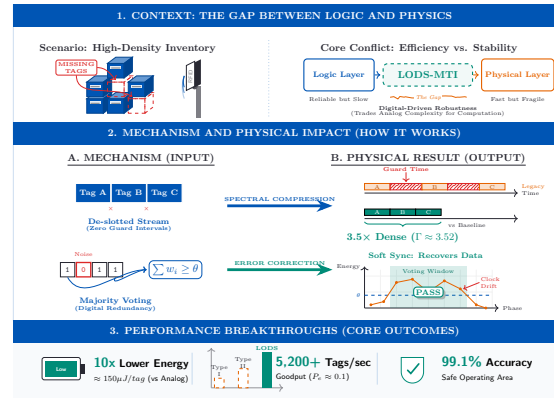 1. CONTEXT: THE GAP BETWEEN LOGIC AND PHYSICS
Scenario: High-Density Inventory
MISSING
TAGS
Core Conflict: Efficiency vs. Stability
Logic Layer
LODS-MTI
Physical Layer
Reliable but Slow
The Gap
Fast but Fragile
Digital-Driven Robustness
(Trades Analog Complexity for Computation)
2. MECHANISM AND PHYSICAL IMPACT (HOW IT WORKS)
A. MECHANISM (INPUT)
Tag A Tag B Tag C
× ×
De-slotted Stream
(Zero Guard Intervals)
SPECTRAL COMPRESSION
B. PHYSICAL RESULT (OUTPUT)
Guard Time
A B C
Legacy
Time
A B C
vs Baseline
3.5× Dense (Γ ≈ 3.52)
Noise
1 0 1 1
∑ wᵢ ≥ θ
Majority Voting
(Digital Redundancy)
ERROR CORRECTION
Soft Sync: Recovers Data
Energy
Voting Window
Clock
Drift
PASS
θ
Phase
3. PERFORMANCE BREAKTHROUGHS (CORE OUTCOMES)
Low
10x Lower Energy
≈ 150μJ/tag (vs Analog)
LODS
Type
I
Type
II
5,200+ Tags/sec
Goodput (Pₑ ≈ 0.1)
99.1% Accuracy
Safe Operating Area